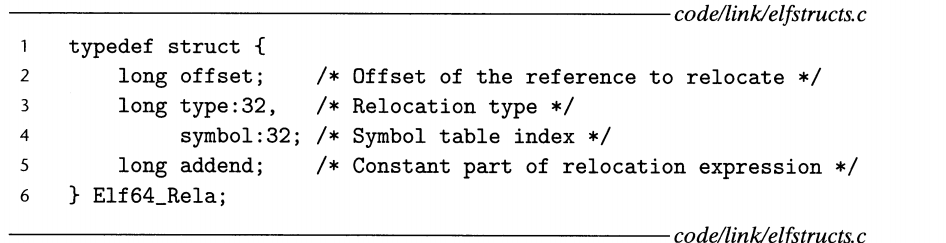 code/link/elfstructs.c
1 typedef struct {
2 long offset; /* Offset of the reference to relocate */
3 long type:32, /* Relocation type */
4 symbol:32; /* Symbol table index */
5 long addend; /* Constant part of relocation expression */
6 } Elf64_Rela;
code/link/elfstructs.c